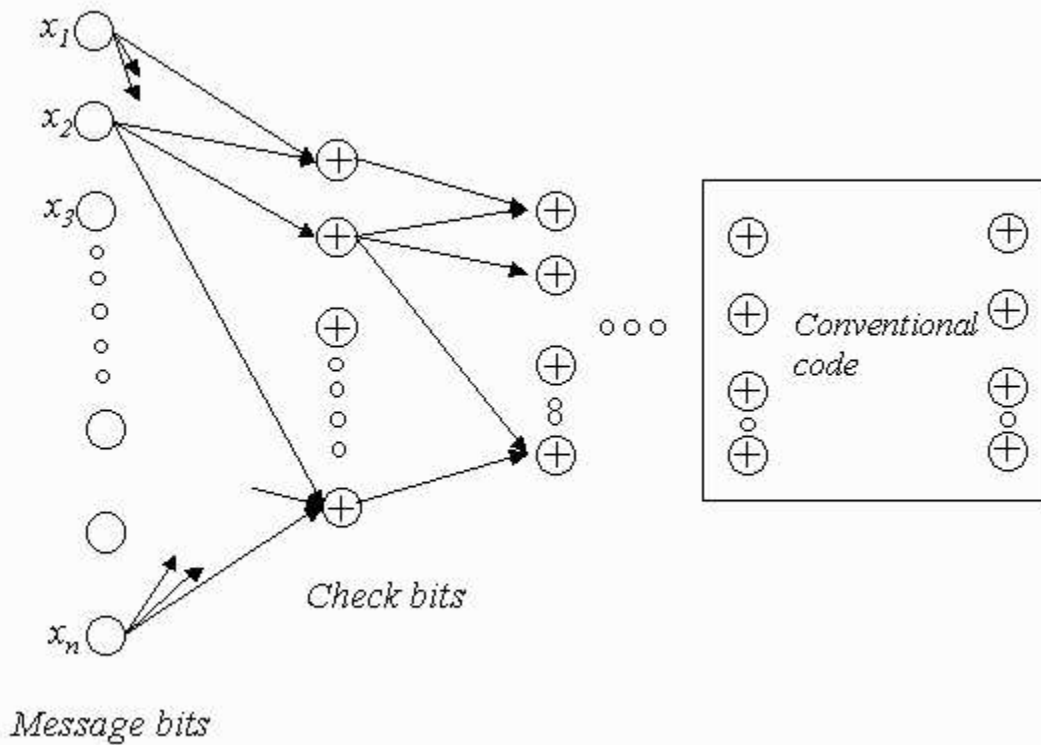 x₁
x₂
x₃
Conventional
code
Check bits
xₙ
Message bits